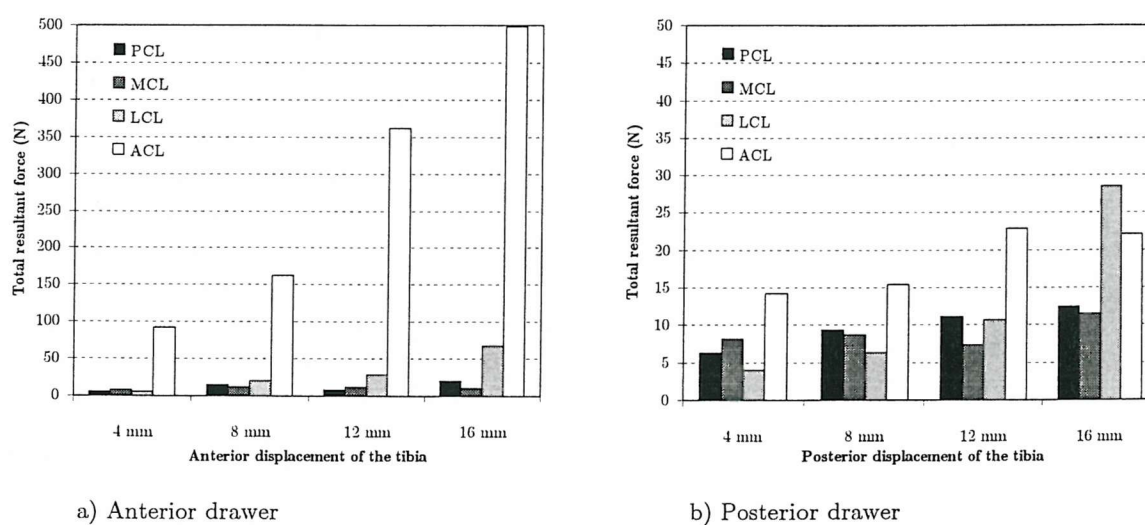 500
450
400
350
300
250
200
150
100
50
0
Total resultant force (N)
PCL
MCL
LCL
ACL
4 mm
8 mm
12 mm
16 mm
Anterior displacement of the tibia
a) Anterior drawer
50
45
40
35
30
25
20
15
10
5
0
Total resultant force (N)
PCL
MCL
LCL
ACL
4 mm
8 mm
12 mm
16 mm
Posterior displacement of the tibia
b) Posterior drawer